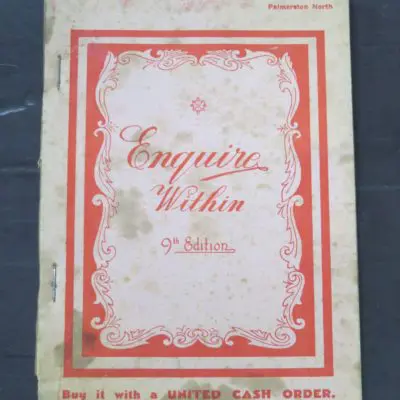 Palmerston North
Enquire
Within
9th Edition
Buy it with a UNITED CASH ORDER.